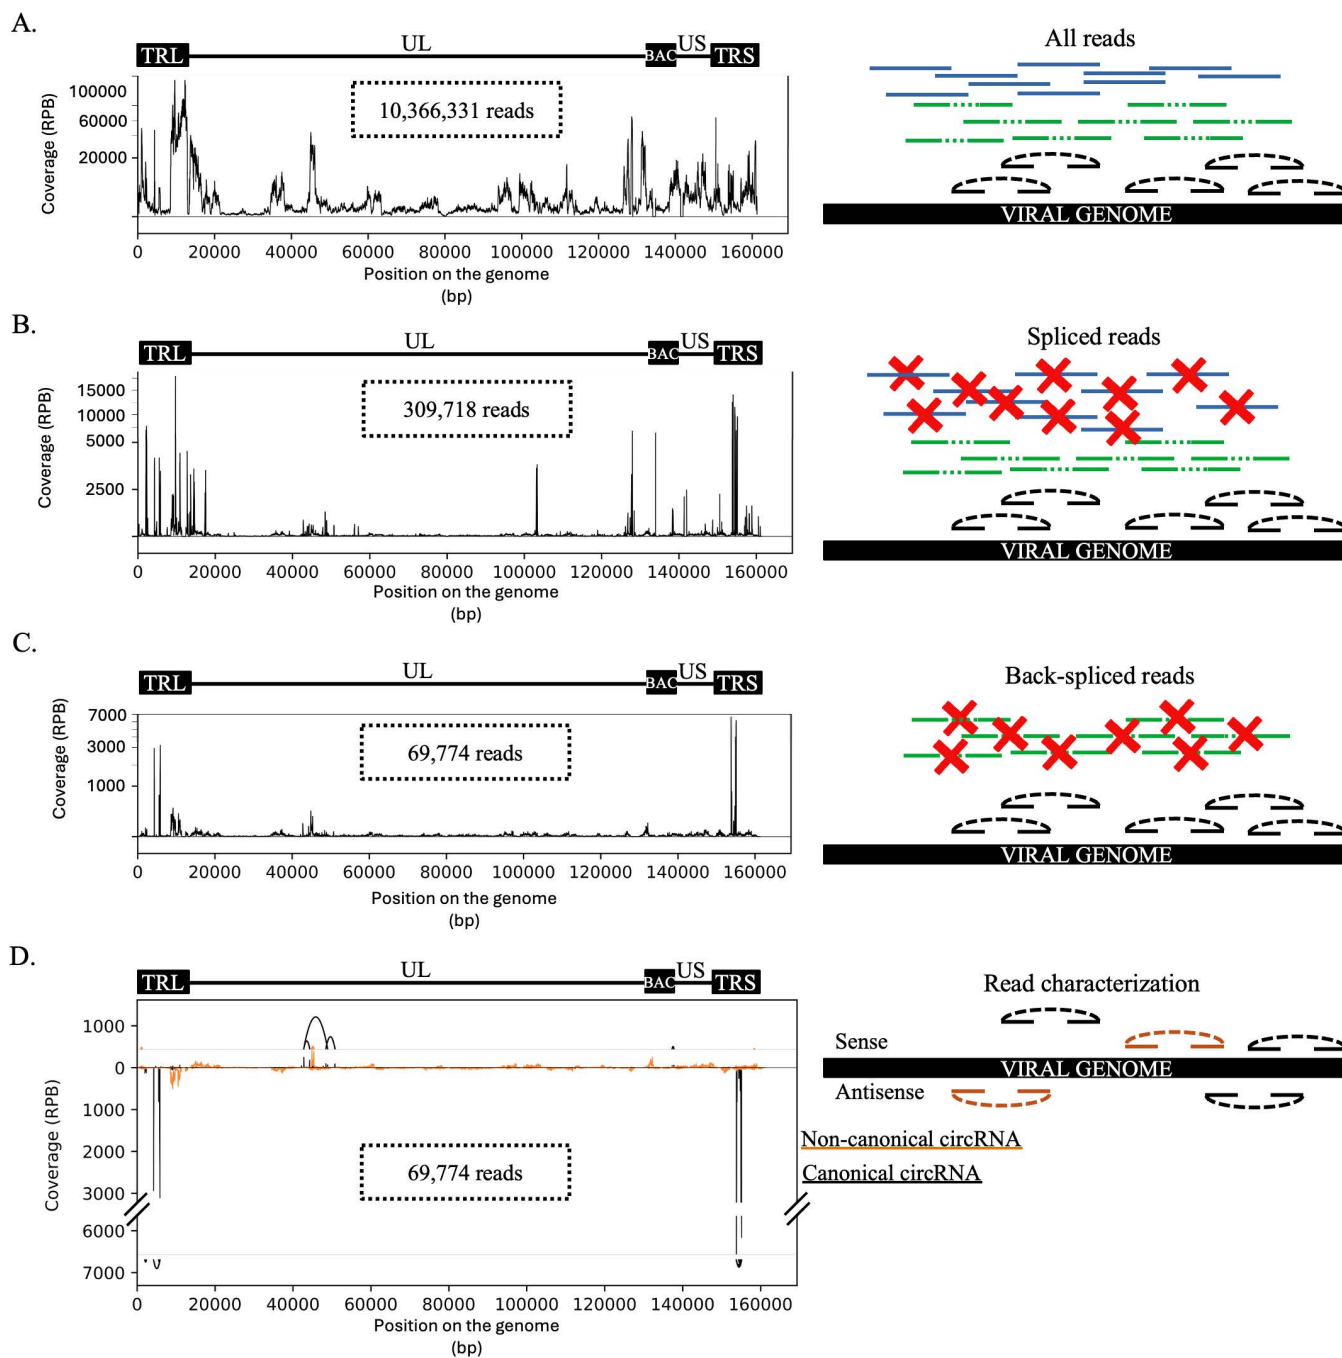 A.
TRL UL BAC US TRS
All reads
Coverage (RPB)
100000
60000
20000
10,366,331 reads
0 20000 40000 60000 80000 100000 120000 140000 160000
Position on the genome
(bp)
VIRAL GENOME
B.
TRL UL BAC US TRS
Spliced reads
Coverage (RPB)
15000
10000
5000
2500
309,718 reads
0 20000 40000 60000 80000 100000 120000 140000 160000
Position on the genome
(bp)
VIRAL GENOME
C.
TRL UL BAC US TRS
Back-spliced reads
Coverage (RPB)
7000
3000
1000
69,774 reads
0 20000 40000 60000 80000 100000 120000 140000 160000
Position on the genome
(bp)
VIRAL GENOME
D.
TRL UL BAC US TRS
Read characterization
Coverage (RPB)
1000
0
1000
2000
3000
6000
7000
69,774 reads
0 20000 40000 60000 80000 100000 120000 140000 160000
Position on the genome
(bp)
Sense
VIRAL GENOME
Antisense
Non-canonical circRNA
Canonical circRNA